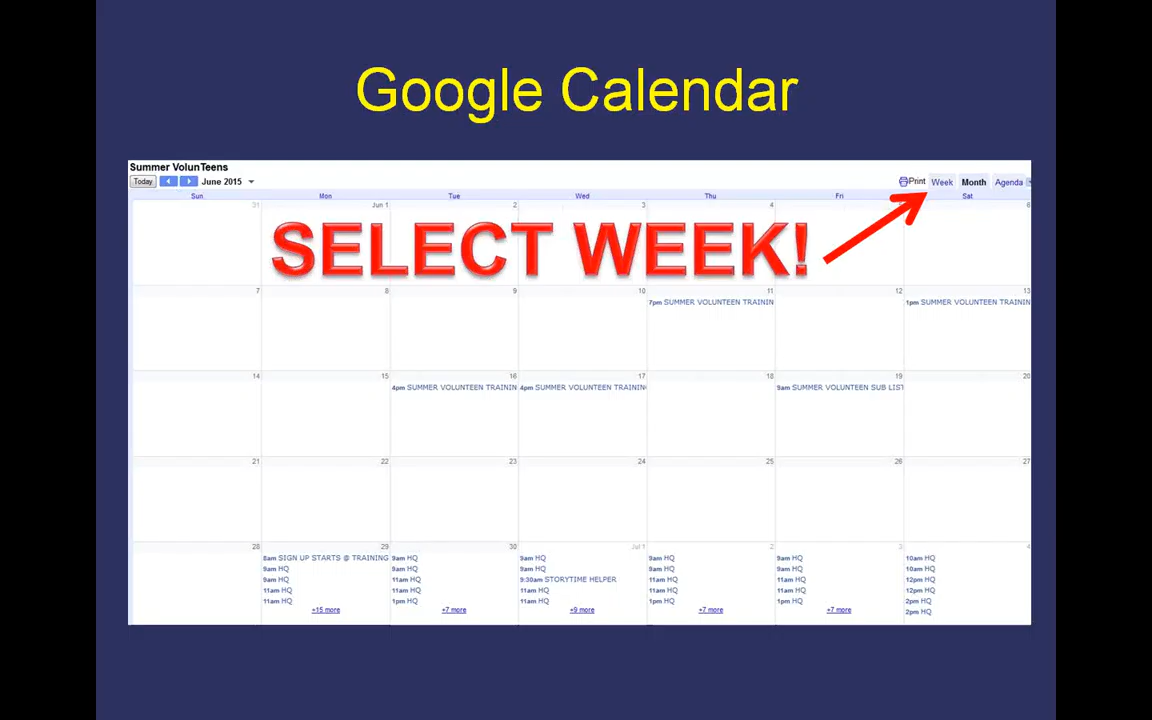 Google Calendar
Summer VolunTeens
Today June 2015 Print Week Month Agenda
Sun Mon Tue Wed Thu Fri Sat
31 Jun 1 2 3 4 5 6
SELECT WEEK!
7 8 9 10 11 12 13
7pm SUMMER VOLUNTEEN TRAININ 1pm SUMMER VOLUNTEEN TRAININ
14 15 16 17 18 19 20
4pm SUMMER VOLUNTEEN TRAININ 4pm SUMMER VOLUNTEEN TRAINING 9am SUMMER VOLUNTEEN SUB LIST
21 22 23 24 25 26 27
28 29 30 Jul 1 2 3 4
8am SIGN UP STARTS @ TRAINING 9am HQ 9am HQ 9am HQ 9am HQ 10am HQ
9am HQ 9am HQ 9am HQ 9am HQ 9am HQ 10am HQ
9am HQ 11am HQ 9:30am STORYTIME HELPER 11am HQ 11am HQ 12pm HQ
11am HQ 11am HQ 11am HQ 11am HQ 11am HQ 12pm HQ
11am HQ 1pm HQ 11am HQ 1pm HQ 11am HQ 2pm HQ
+15 more +7 more +9 more +7 more +7 more 2pm HQ